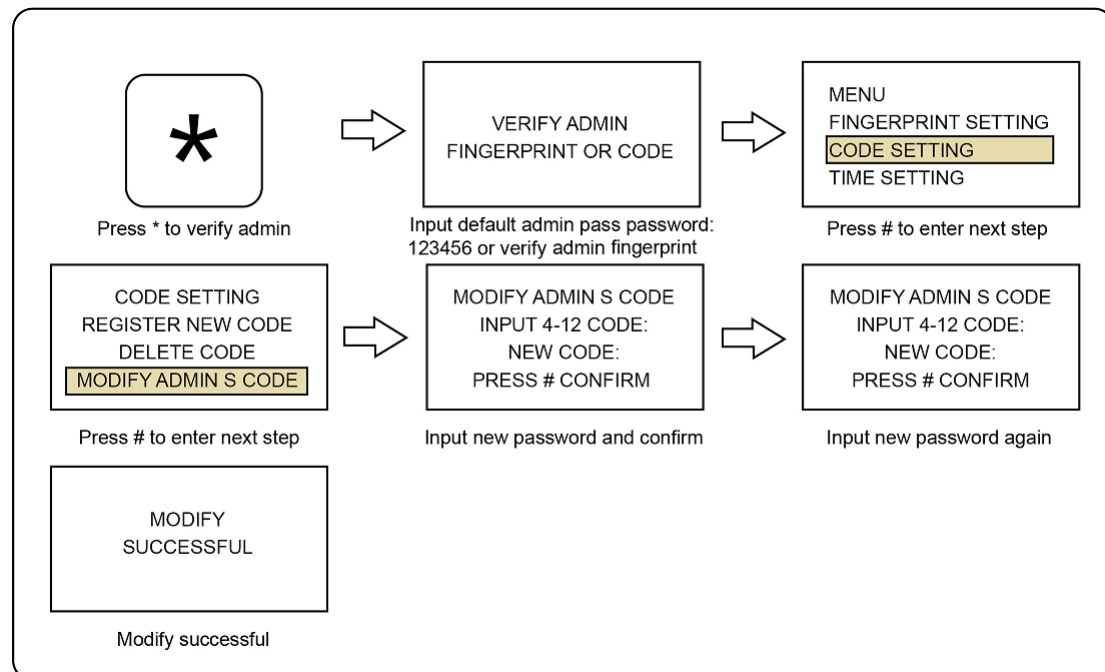 *
Press * to verify admin
VERIFY ADMIN
FINGERPRINT OR CODE
Input default admin pass password:
123456 or verify admin fingerprint
MENU
FINGERPRINT SETTING
CODE SETTING
TIME SETTING
Press # to enter next step
CODE SETTING
REGISTER NEW CODE
DELETE CODE
MODIFY ADMIN S CODE
Press # to enter next step
MODIFY ADMIN S CODE
INPUT 4-12 CODE:
NEW CODE:
PRESS # CONFIRM
Input new password and confirm
MODIFY ADMIN S CODE
INPUT 4-12 CODE:
NEW CODE:
PRESS # CONFIRM
Input new password again
MODIFY
SUCCESSFUL
Modify successful